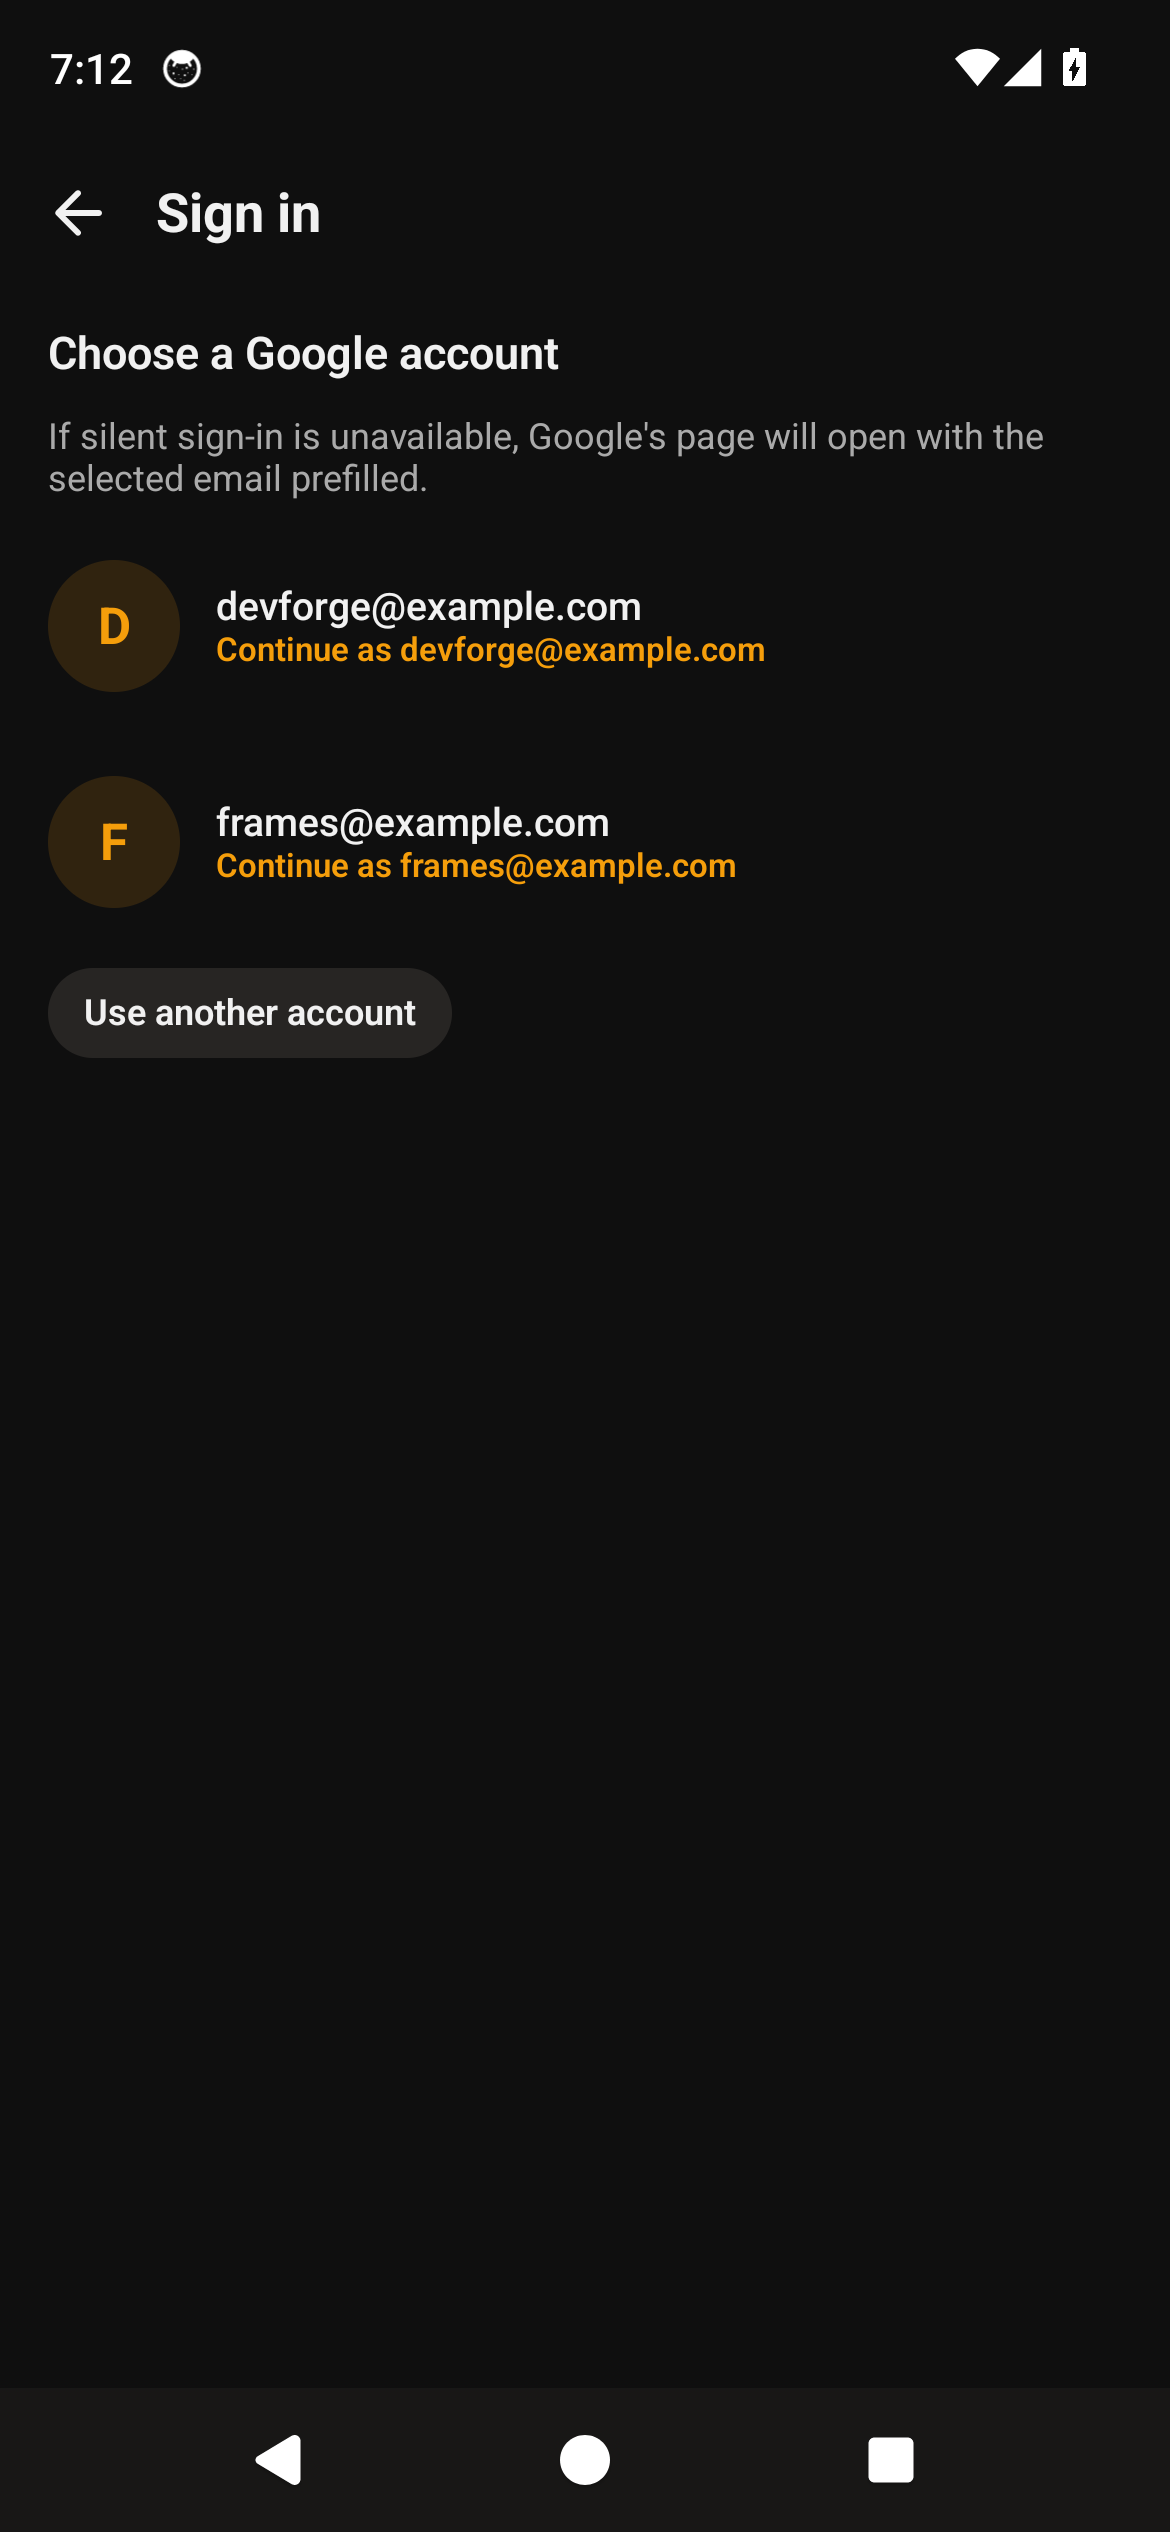 7:12
Sign in
Choose a Google account
If silent sign-in is unavailable, Google's page will open with the
selected email prefilled.
D
devforge@example.com
Continue as devforge@example.com
F
frames@example.com
Continue as frames@example.com
Use another account